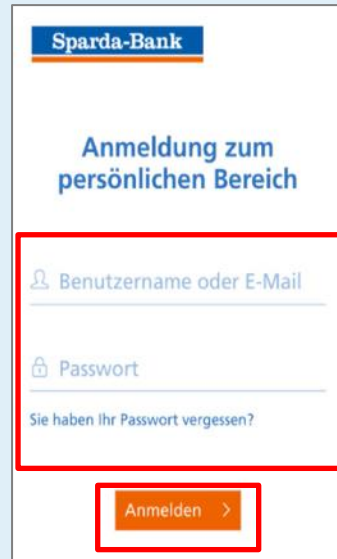 Sparda-Bank
Anmeldung zum
persönlichen Bereich
Benutzername oder E-Mail
Passwort
Sie haben Ihr Passwort vergessen?
Anmelden >